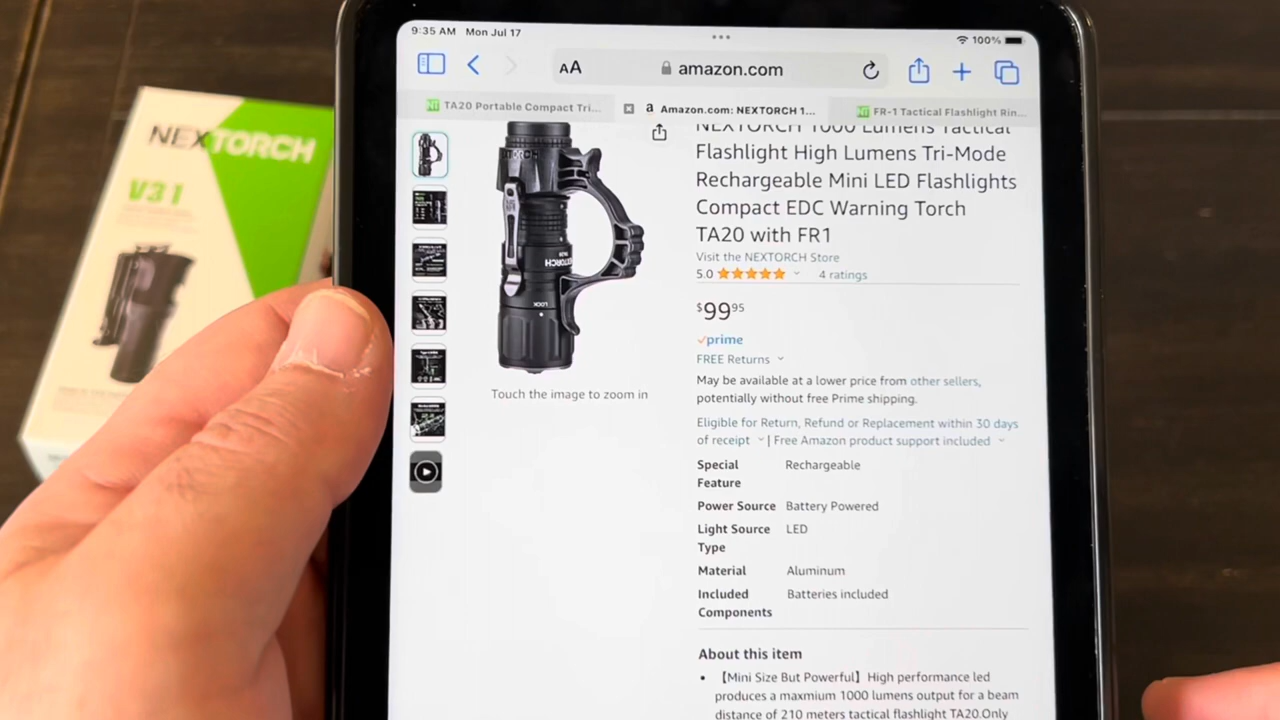 9:35 AM Mon Jul 17
100%
AA
amazon.com
TA20 Portable Compact Tri...
a Amazon.com: NEXTORCH 1...
FR-1 Tactical Flashlight Rin...
NEXTORCH
V31
NEXTORCH 1000 Lumens Tactical
Flashlight High Lumens Tri-Mode
Rechargeable Mini LED Flashlights
Compact EDC Warning Torch
TA20 with FR1
Visit the NEXTORCH Store
5.0
4 ratings
$99 95
prime
FREE Returns
May be available at a lower price from other sellers,
potentially without free Prime shipping.
Eligible for Return, Refund or Replacement within 30 days
of receipt | Free Amazon product support included
Special
Feature
Rechargeable
Power Source Battery Powered
Light Source
Type
LED
Material Aluminum
Included
Components
Batteries included
About this item
• 【Mini Size But Powerful】High performance led
produces a maxmium 1000 lumens output for a beam
distance of 210 meters tactical flashlight TA20.Only
NEXTORCH
LOCK
Touch the image to zoom in